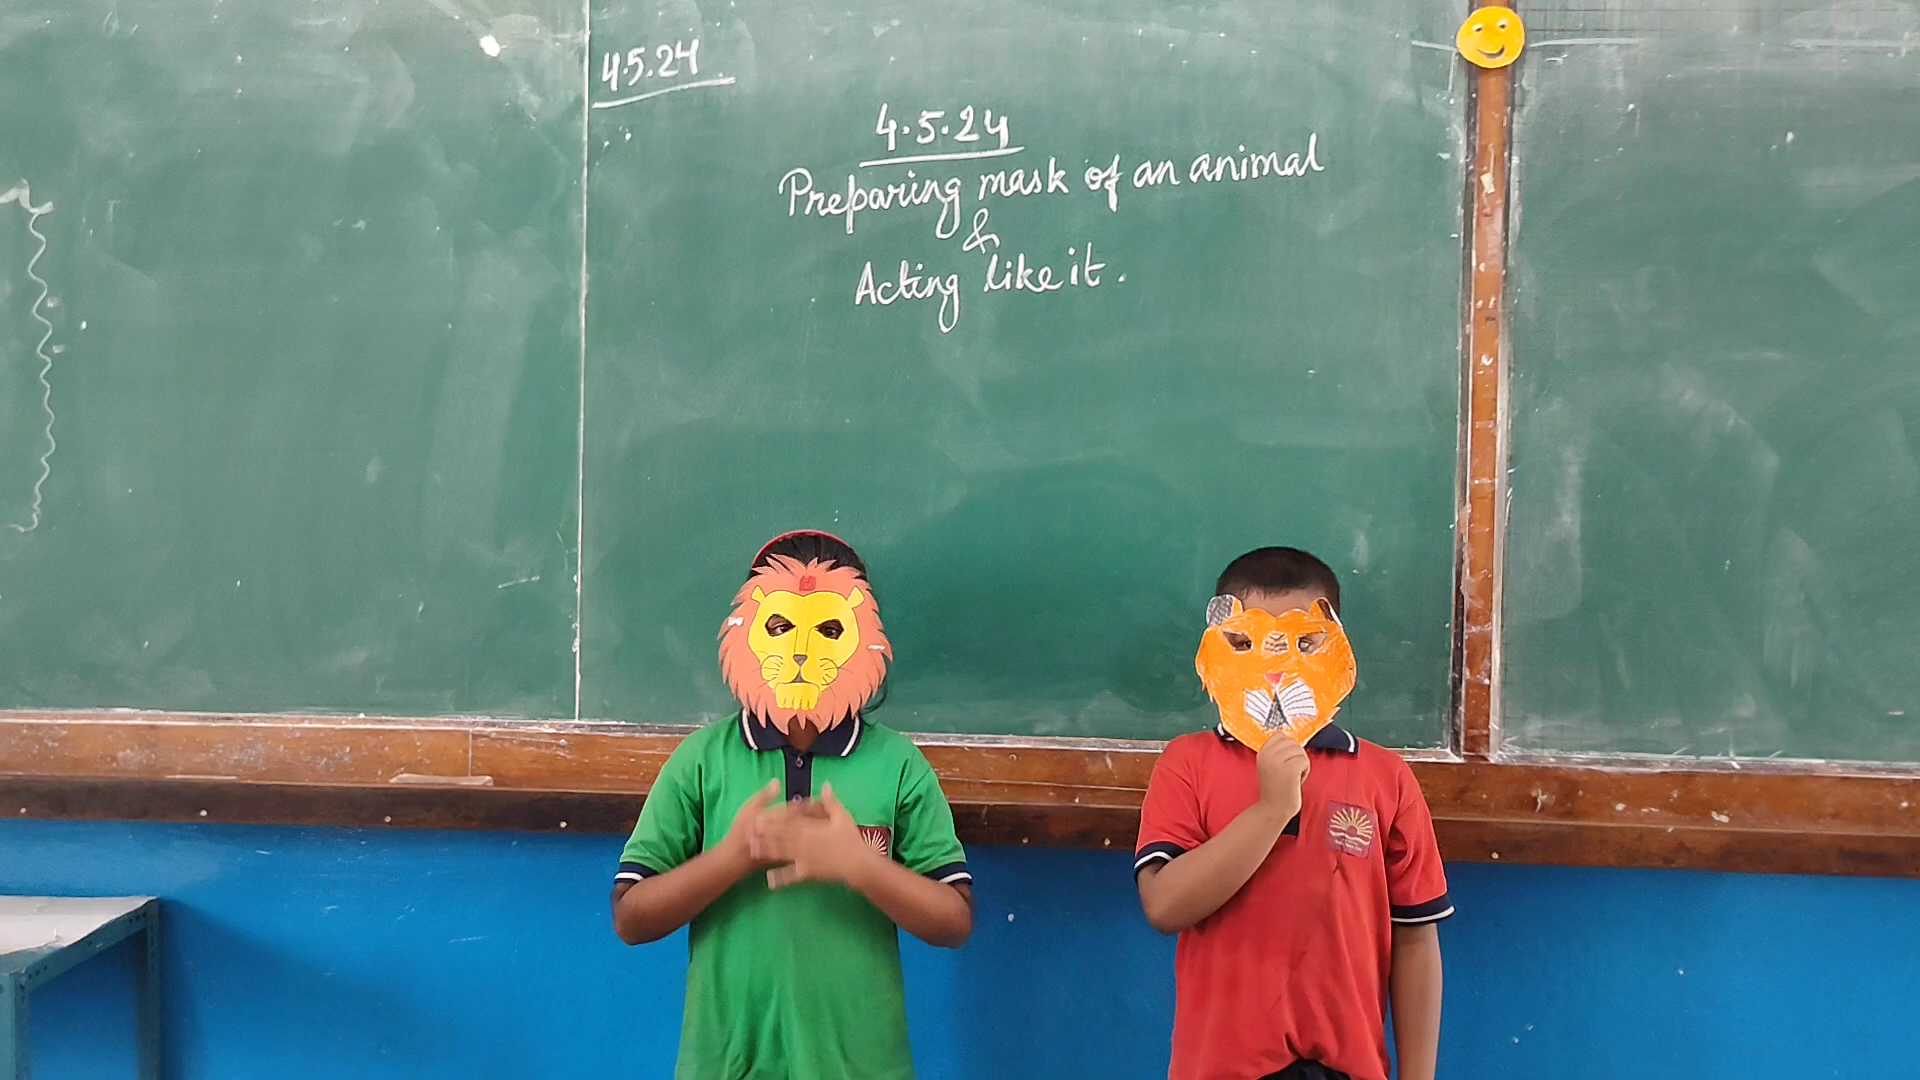 4.5.24
4.5.24
Preparing mask of an animal
&
Acting like it.